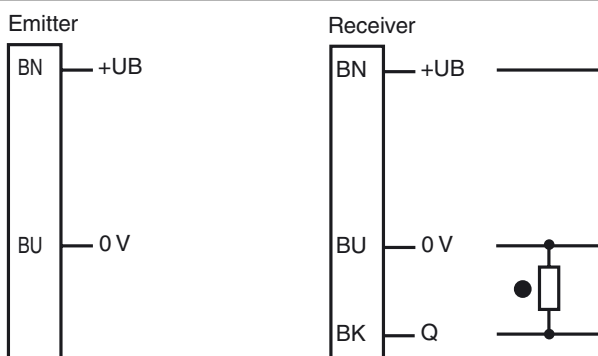 Emitter
BN +UB
BU 0 V
Receiver
BN +UB
BU 0 V
BK Q